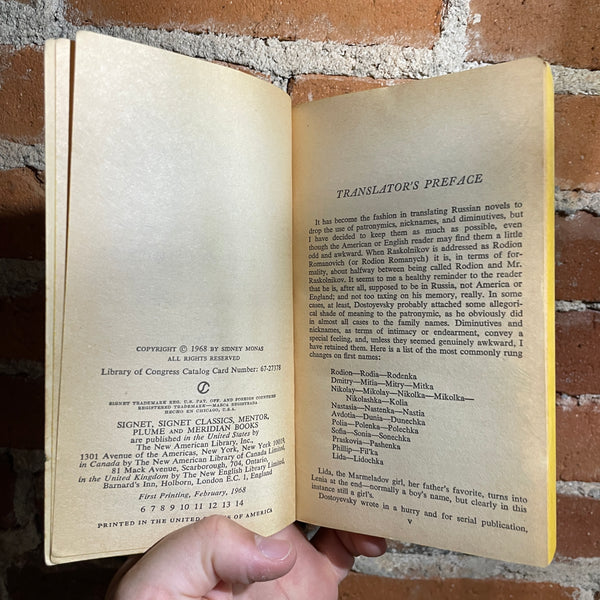 COPYRIGHT © 1968 BY SIDNEY MONAS
ALL RIGHTS RESERVED
Library of Congress Catalog Card Number: 67-27378
SIGNET TRADEMARK REG. U.S. PAT. OFF. AND FOREIGN COUNTRIES
REGISTERED TRADEMARK—MARCA REGISTRADA
HECHO EN CHICAGO, U.S.A.
SIGNET, SIGNET CLASSICS, MENTOR,
PLUME AND MERIDIAN BOOKS
are published in the United States by
The New American Library, Inc.,
1301 Avenue of the Americas, New York, New York 10019,
in Canada by The New American Library of Canada Limited,
81 Mack Avenue, Scarborough, 704, Ontario,
in the United Kingdom by The New English Library Limited,
Barnard's Inn, Holborn, London E.C. 1, England
First Printing, February, 1968
6 7 8 9 10 11 12 13 14
PRINTED IN THE UNITED STATES OF AMERICA
TRANSLATOR'S PREFACE
It has become the fashion in translating Russian novels to
drop the use of patronymics, nicknames, and diminutives, but
I have decided to keep them as much as possible, even
though the American or English reader may find them a little
odd and awkward. When Raskolnikov is addressed as Rodion
Romanovich (or Rodion Romanych) it is, in terms of for-
mality, about halfway between being called Rodion and Mr.
Raskolnikov. It seems to me a healthy reminder to the reader
that he is, after all, supposed to be in Russia, not America or
England; and not too taxing on his memory, really. In some
cases, at least, Dostoyevsky probably attached some allegori-
cal shade of meaning to the patronymic, as he obviously did
in almost all cases to the family names. Diminutives and
nicknames, as terms of intimacy or endearment, convey a
special feeling, and, unless they seemed genuinely awkward, I
have retained them. Here is a list of the most commonly rung
changes on first names:
Rodion—Rodia—Rodenka
Dmitry—Mitia—Mitry—Mitka
Nikolay—Mikolay—Nikolka—Mikolka—
Nikolashka—Kolia
Nastasia—Nastenka—Nastia
Avdotia—Dunia—Dunechka
Polia—Polenka—Polechka
Sofia—Sonia—Sonechka
Praskovia—Pashenka
Phillip—Fil'ka
Lida—Lidochka
Lida, the Marmeladov girl, her father's favorite, turns into
Lenia at the end—normally a boy's name, but clearly in this
instance still a girl's.
Dostoyevsky wrote in a hurry and for serial publication,
v